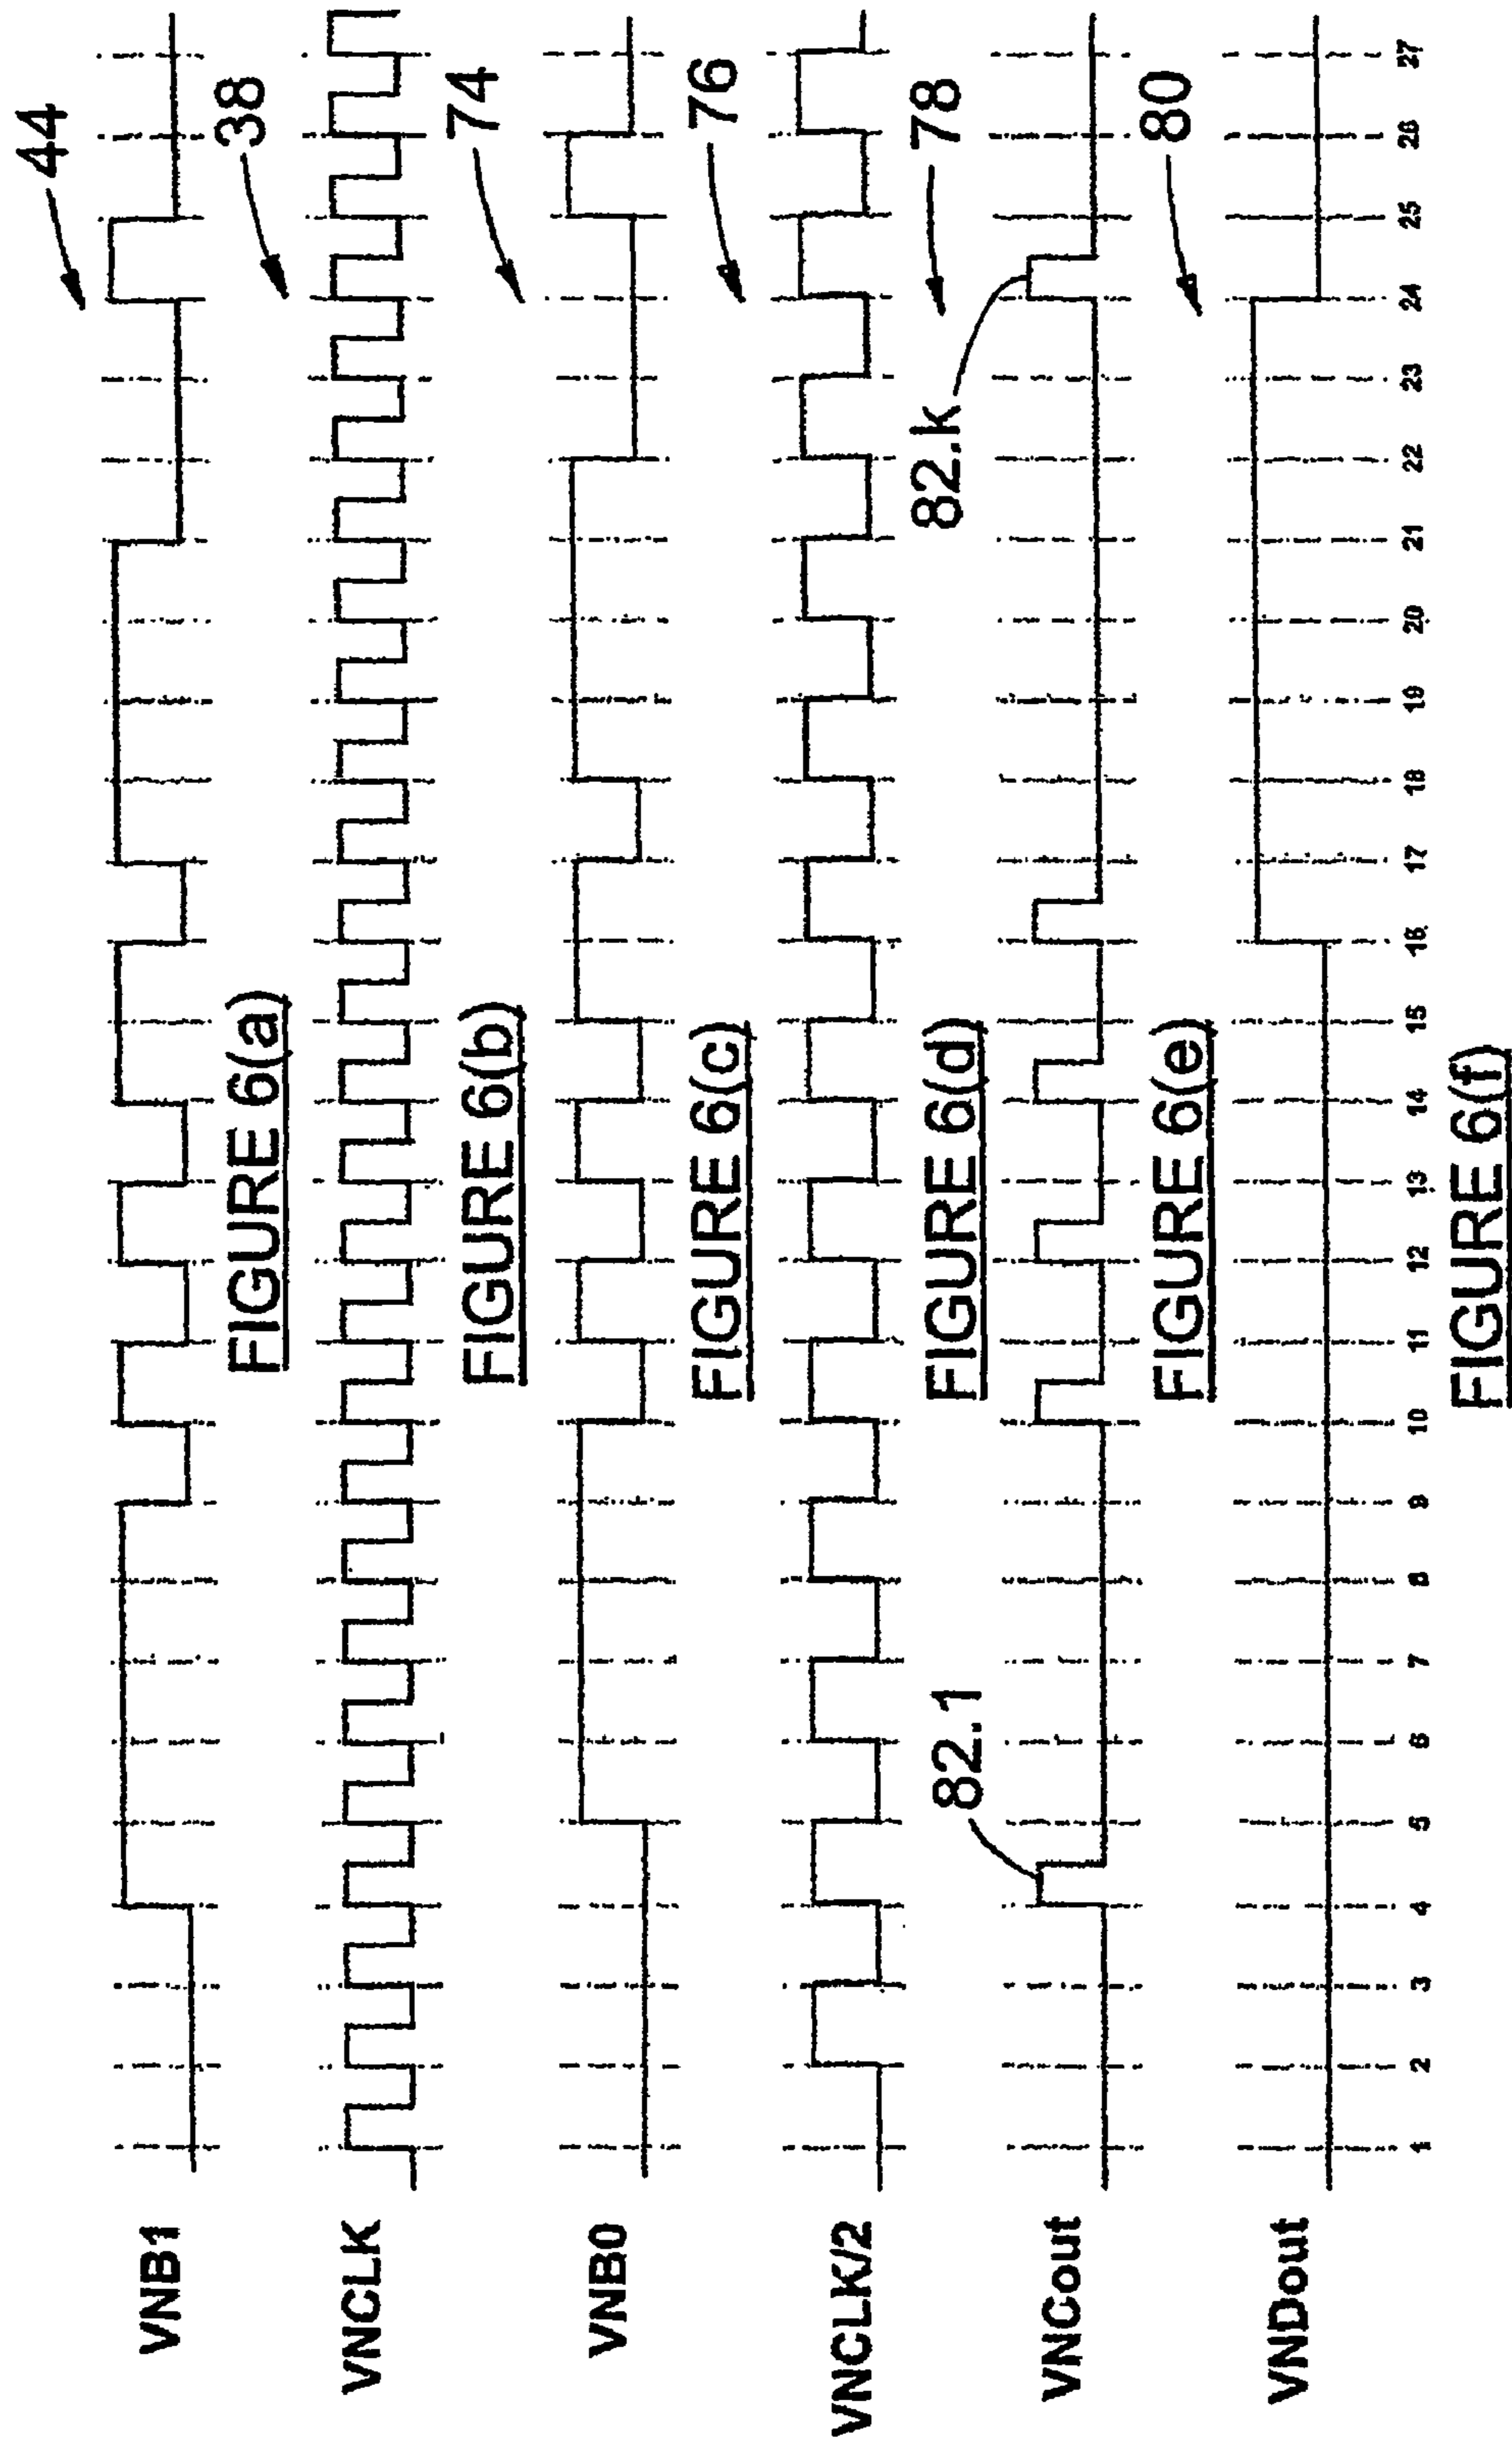 VNB1
44
FIGURE 6(a)
VNCLK
38
FIGURE 6(b)
VNB0
74
FIGURE 6(c)
VNCLK/2
76
FIGURE 6(d)
VNCout
82.1
82.k
78
FIGURE 6(e)
VNDout
80
1 2 3 4 5 6 7 8 9 10 11 12 13 14 15 16 17 18 19 20 21 22 23 24 25 26 27
FIGURE 6(f)